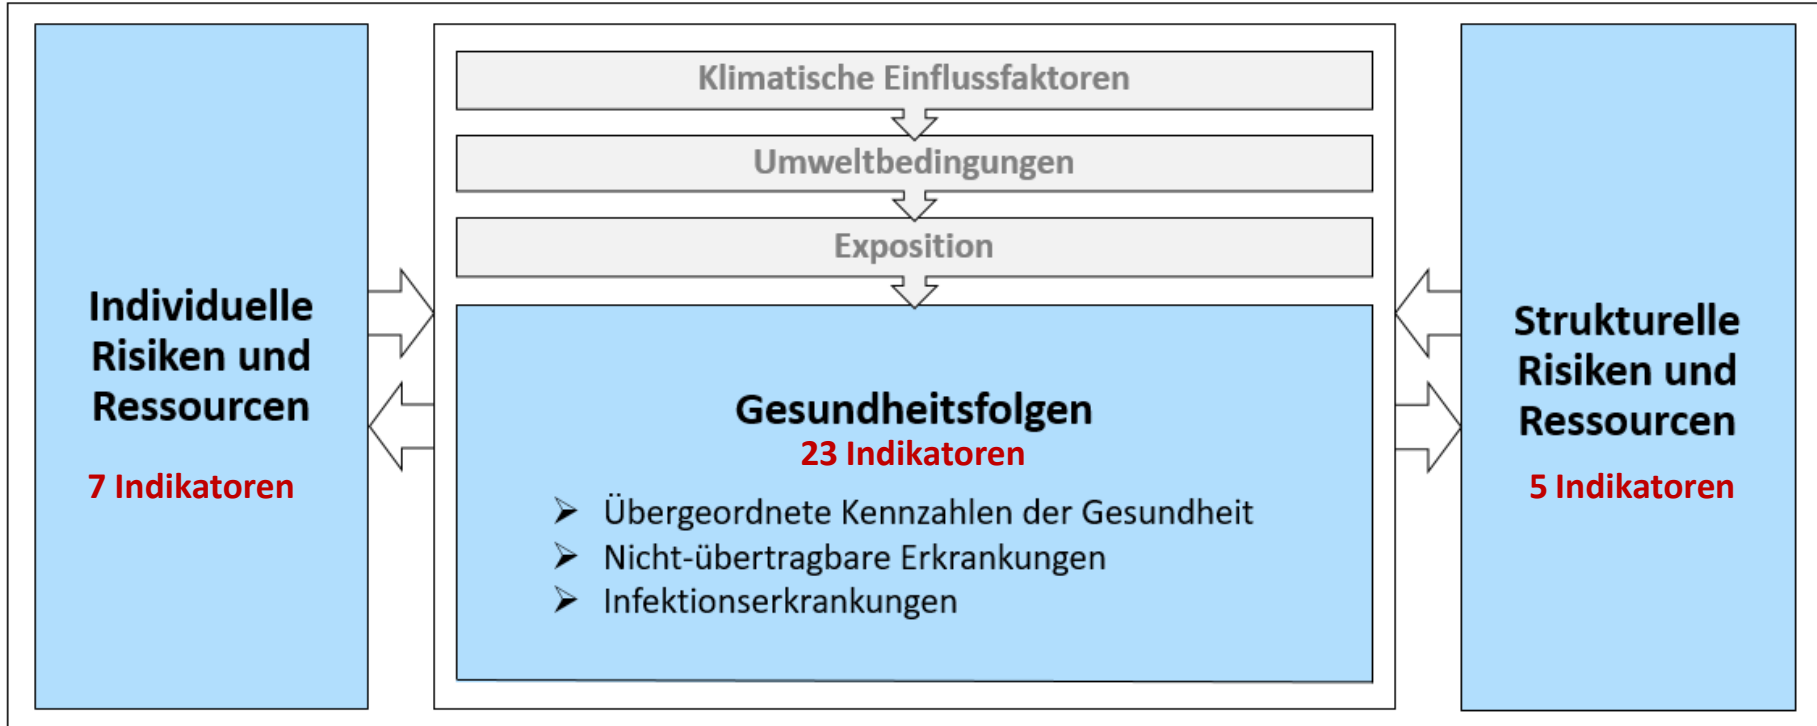 Individuelle
Risiken und
Ressourcen
7 Indikatoren
Klimatische Einflussfaktoren
Umweltbedingungen
Exposition
Gesundheitsfolgen
23 Indikatoren
➢ Übergeordnete Kennzahlen der Gesundheit
➢ Nicht-übertragbare Erkrankungen
➢ Infektionserkrankungen
Strukturelle
Risiken und
Ressourcen
5 Indikatoren